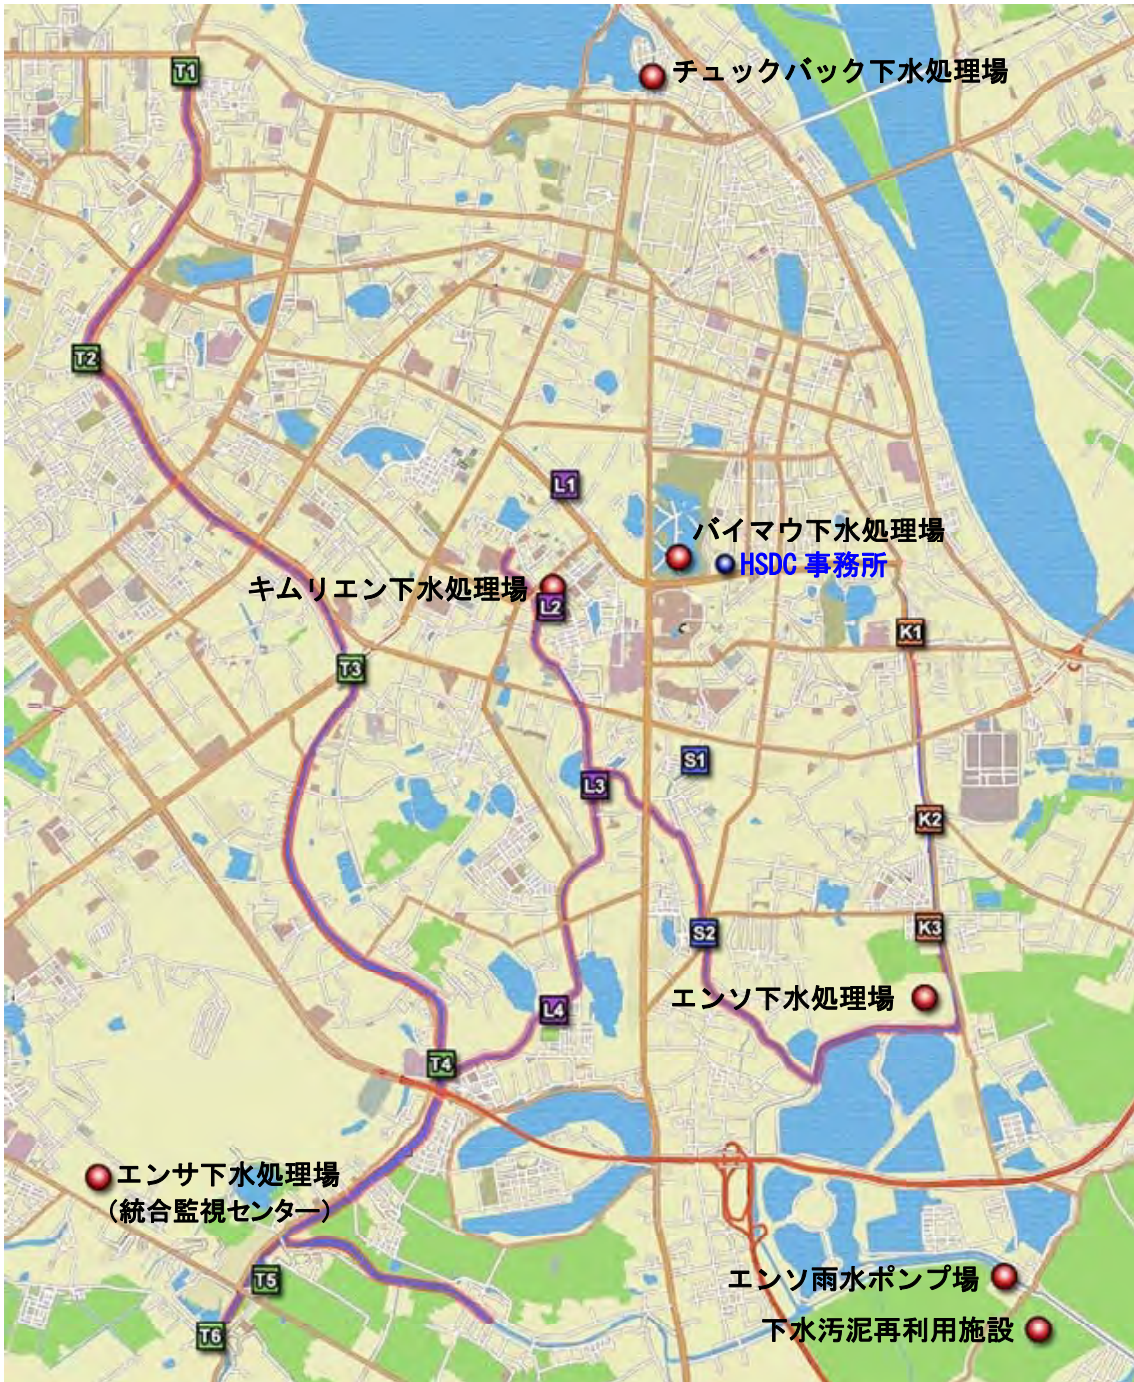 T1
チュックバック下水処理場
T2
L1
バイマウ下水処理場
HSDC 事務所
キムリエン下水処理場
L2
K1
T3
S1
L3
K2
S2
K3
エンソ下水処理場
L4
T4
エンサ下水処理場
(統合監視センター)
T5
エンソ雨水ポンプ場
下水汚泥再利用施設
T6